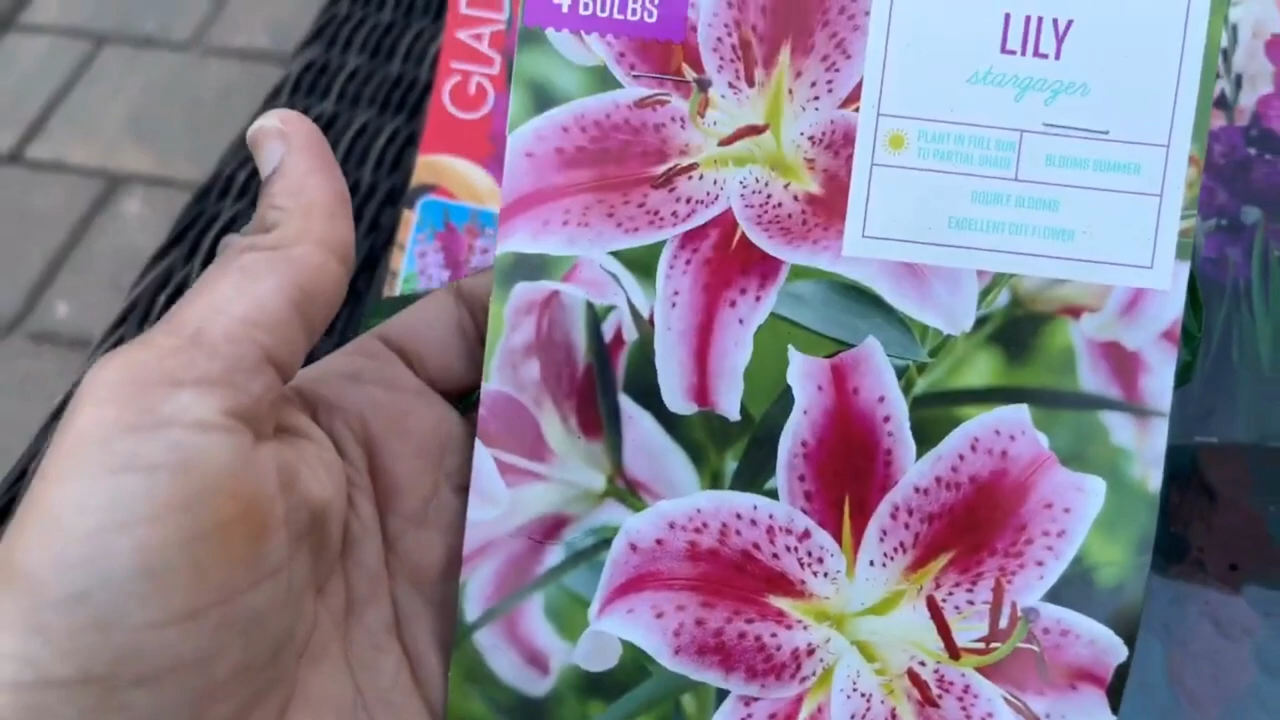 4 BULBS
GLAD
LILY
stargazer
PLANT IN FULL SUN
TO PARTIAL SHADE
BLOOMS SUMMER
DOUBLE BLOOMS
EXCELLENT CUT FLOWER